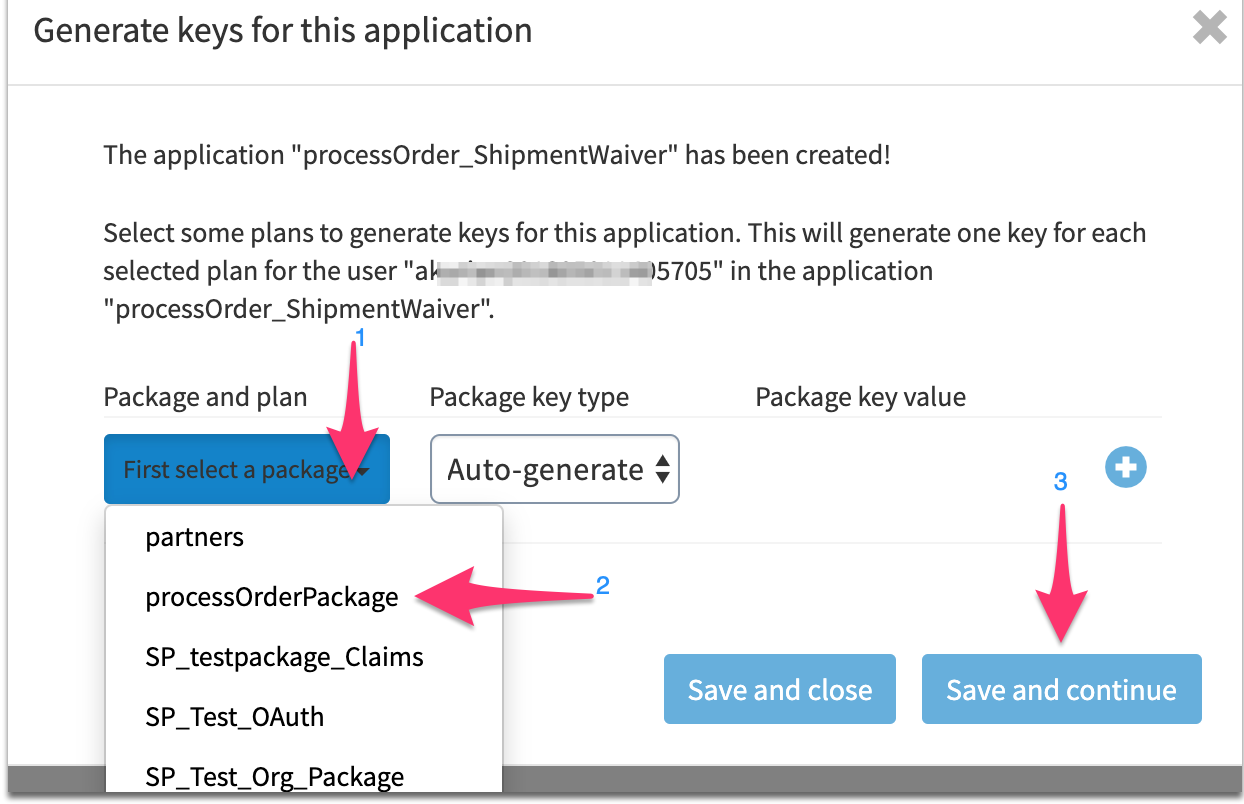 Generate keys for this application
The application "processOrder_ShipmentWaiver" has been created!
Select some plans to generate keys for this application. This will generate one key for each
selected plan for the user "ak 05705" in the application
"processOrder_ShipmentWaiver".
1
Package and plan Package key type Package key value
First select a package Auto-generate
3
partners
processOrderPackage
2
SP_testpackage_Claims
Save and close Save and continue
SP_Test_OAuth
SP_Test_Org_Package